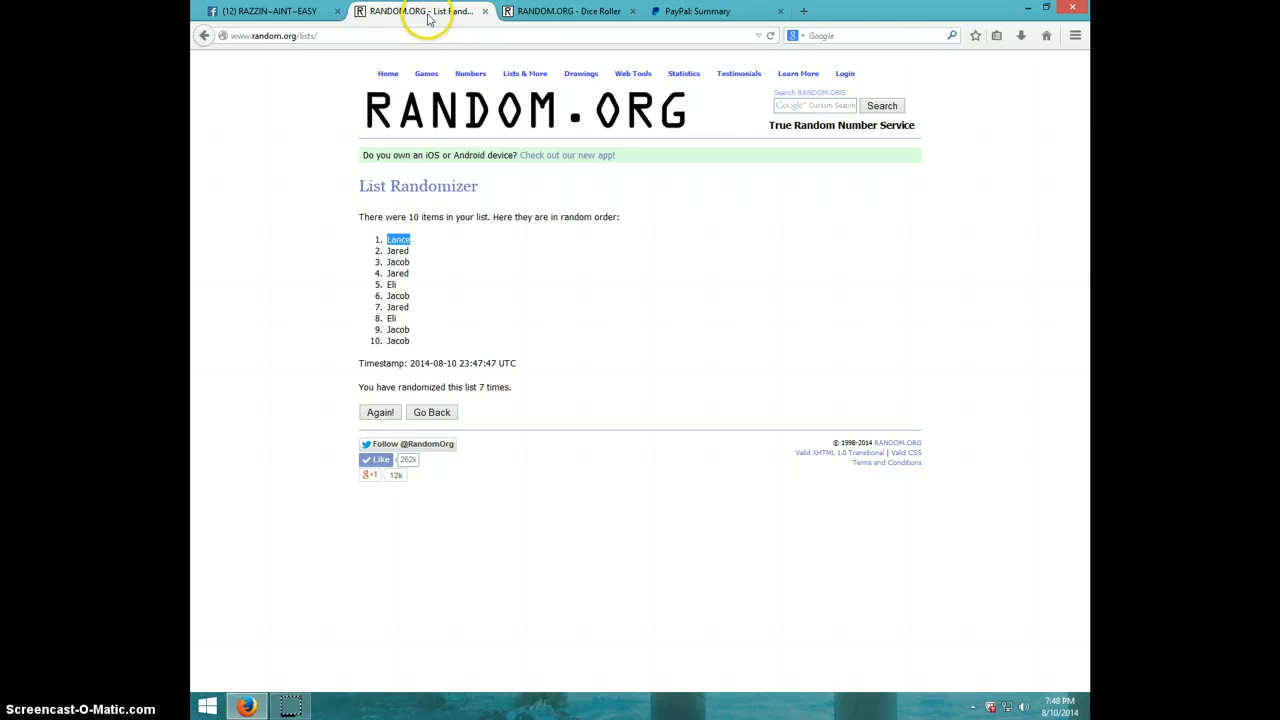 (12) RAZZIN~AINT~EASY
RANDOM.ORG - List Rand...
RANDOM.ORG - Dice Roller
PayPal: Summary
www.random.org/lists/
Google
Home Games Numbers Lists & More Drawings Web Tools Statistics Testimonials Learn More Login
RANDOM.ORG
Search RANDOM.ORG
Google™ Custom Search
Search
True Random Number Service
Do you own an iOS or Android device? Check out our new app!
List Randomizer
There were 10 items in your list. Here they are in random order:
1. Lance
2. Jared
3. Jacob
4. Jared
5. Eli
6. Jacob
7. Jared
8. Eli
9. Jacob
10. Jacob
Timestamp: 2014-08-10 23:47:47 UTC
You have randomized this list 7 times.
Again! Go Back
Follow @RandomOrg
Like 262k
g+1 12k
© 1998-2014 RANDOM.ORG
Valid XHTML 1.0 Transitional | Valid CSS
Terms and Conditions
7:48 PM
8/10/2014
Screencast-O-Matic.com